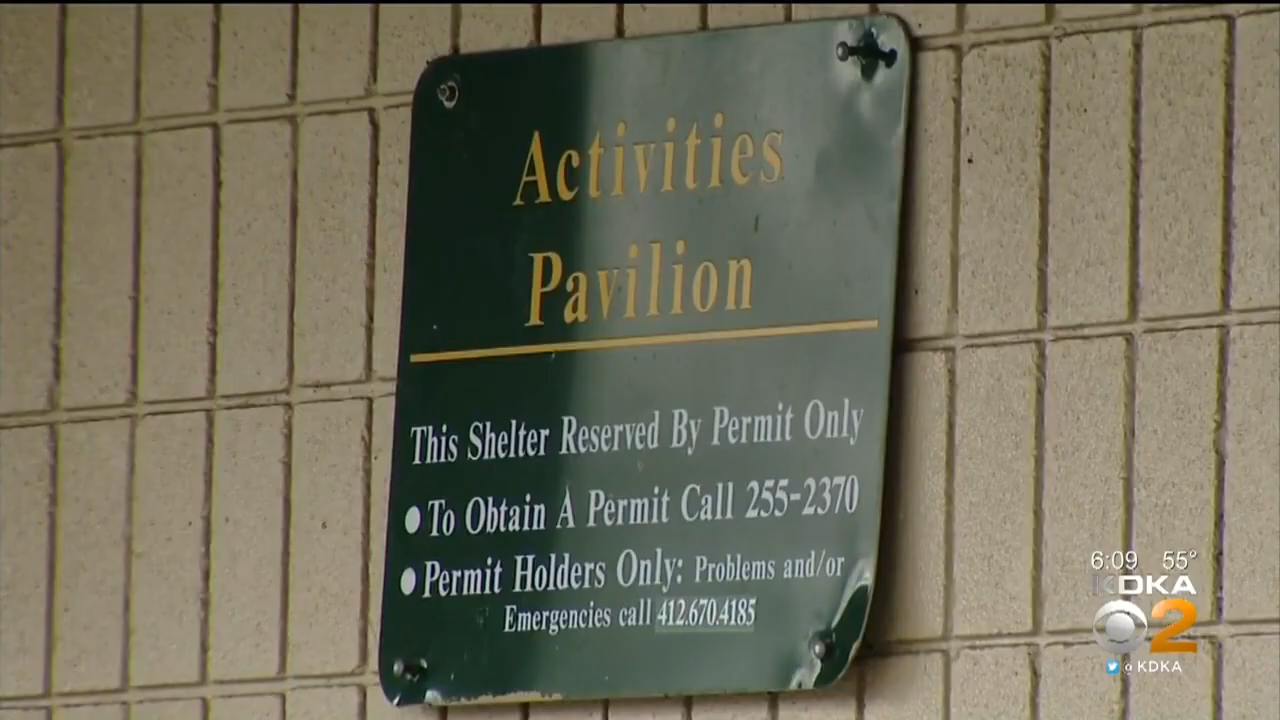 Activities
Pavilion
This Shelter Reserved By Permit Only
• To Obtain A Permit Call 255-2370
• Permit Holders Only: Problems and/or
Emergencies call 412.670.4185
6:09 55°
KDKA
2
@KDKA